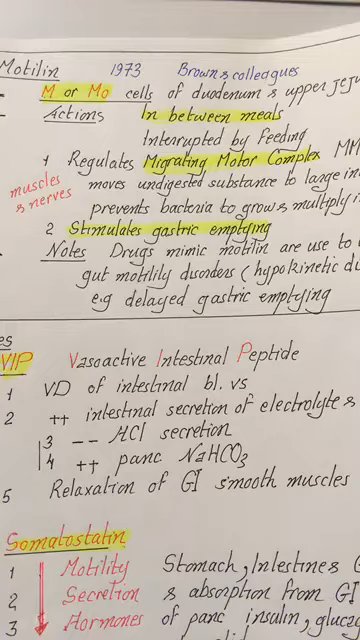 Motilin 1973 Brown & colleagues
M or Mo cells of duodenum & upper jeju
Actions In between meals
Interrupted by feeding
1 Regulates Migrating Motor Complex MM
muscles & nerves
moves undigested substance to large in
prevents bacteria to grow & multiply in
2 Stimulates gastric emptying
Notes Drugs mimic motilin are use to
gut motility disorders (hypokinetic di
e.g delayed gastric emptying
es
VIP Vasoactive Intestinal Peptide
1 VD of intestinal bl. vs
2 ++ intestinal secretion of electrolyte &
3 -- HCl secretion
4 ++ panc NaHCO3
5 Relaxation of GI smooth muscles
Somatostatin
1 Motility Stomach, Intestines G
2 Secretion & absorption from GI
3 Hormones of panc insulin, gluca